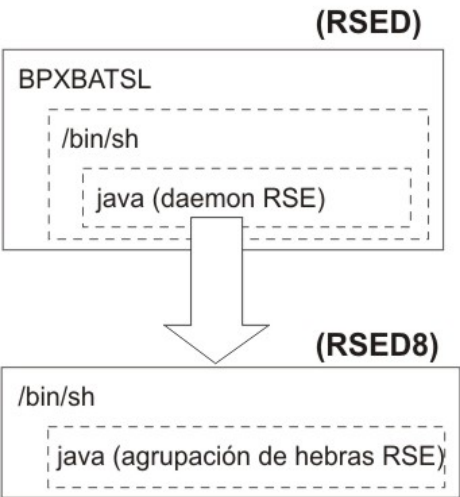 (RSED)
BPXBATSL
/bin/sh
java (daemon RSE)
(RSED8)
/bin/sh
java (agrupación de hebras RSE)